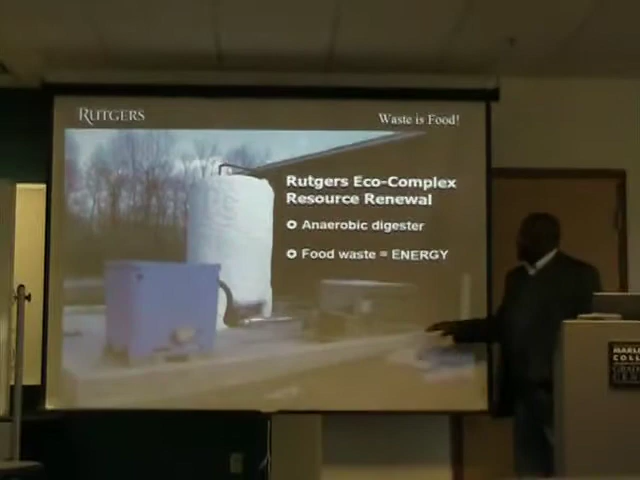 RUTGERS
Waste is Food!
Rutgers Eco-Complex
Resource Renewal
Anaerobic digester
Food waste = ENERGY